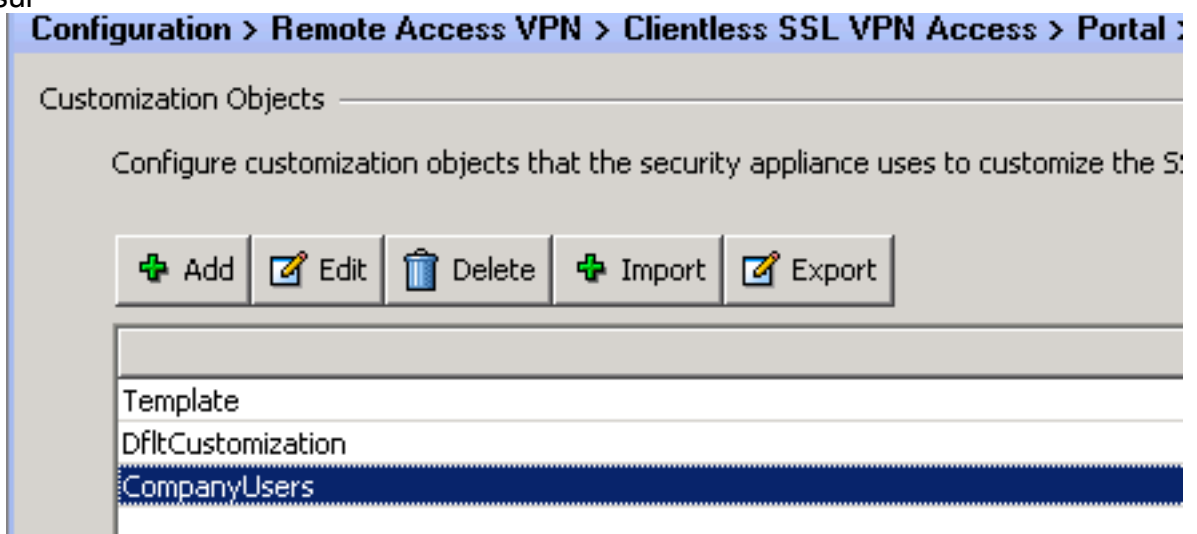 Configuration > Remote Access VPN > Clientless SSL VPN Access > Portal >
Customization Objects
Configure customization objects that the security appliance uses to customize the
Add Edit Delete Import Export
Template
DfltCustomization
CompanyUsers